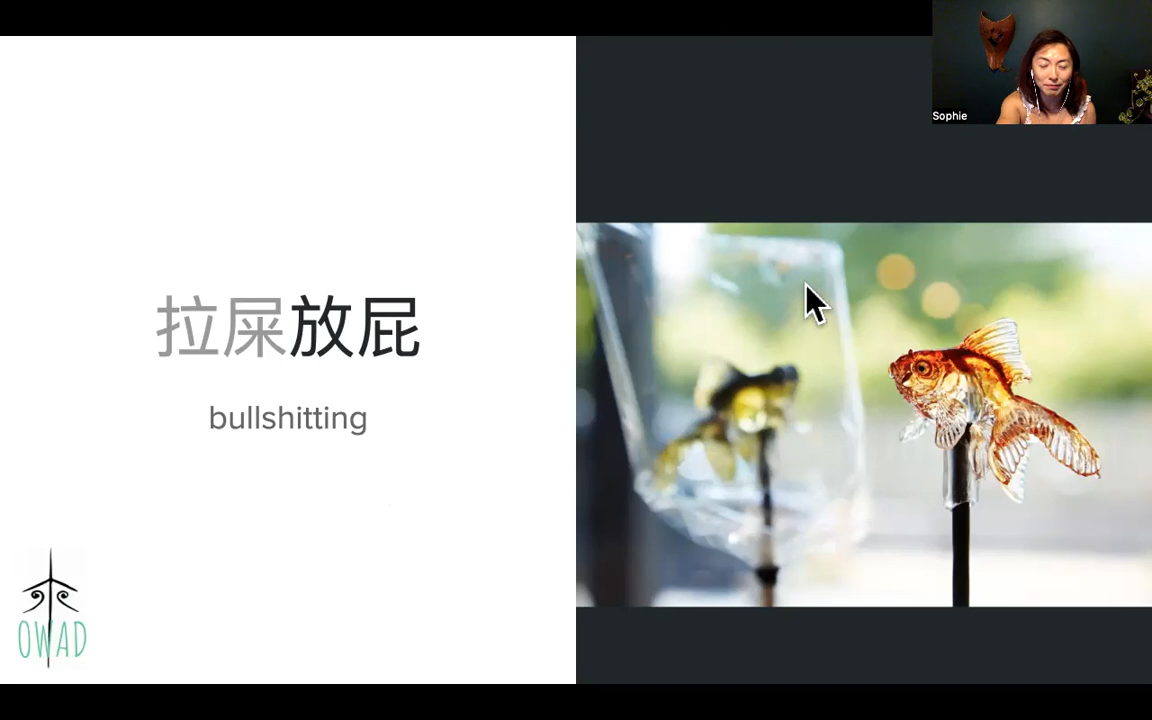 拉屎放屁
bullshitting
OWAD
Sophie